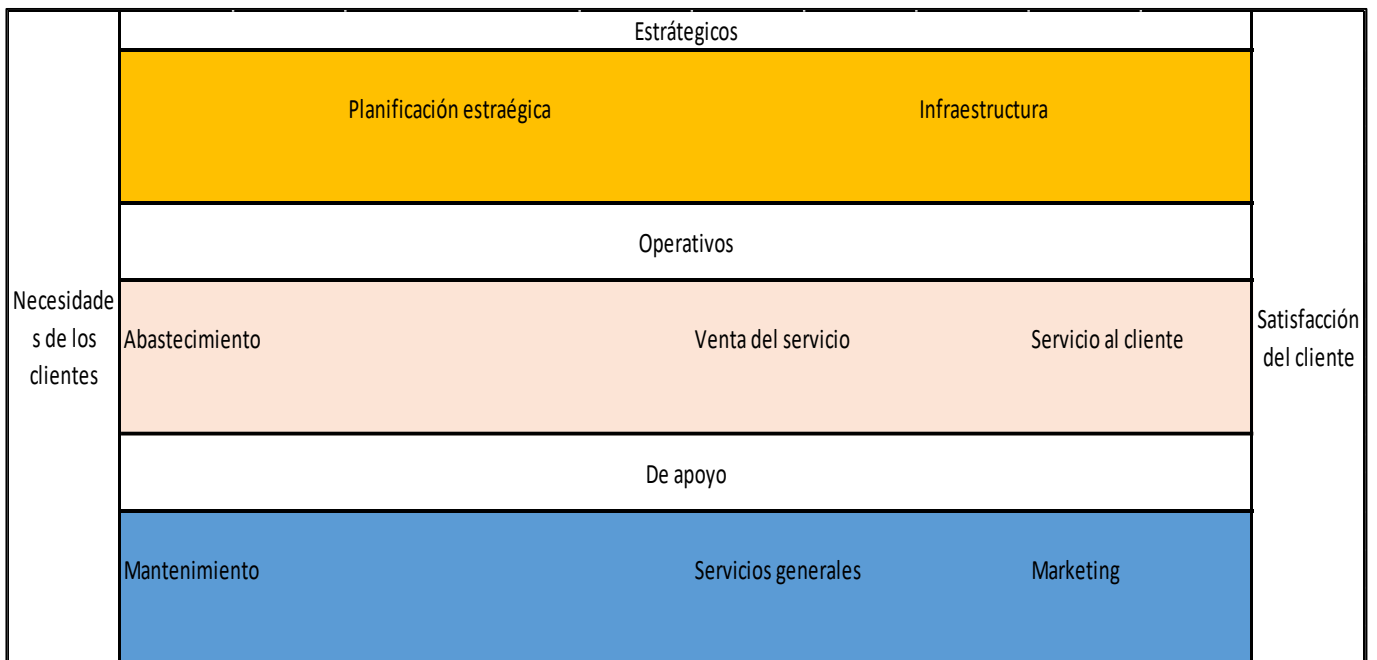 Estrátegicos
Planificación estraégica
Infraestructura
Operativos
Necesidade
s de los
clientes
Abastecimiento
Venta del servicio
Servicio al cliente
Satisfacción
del cliente
De apoyo
Mantenimiento
Servicios generales
Marketing